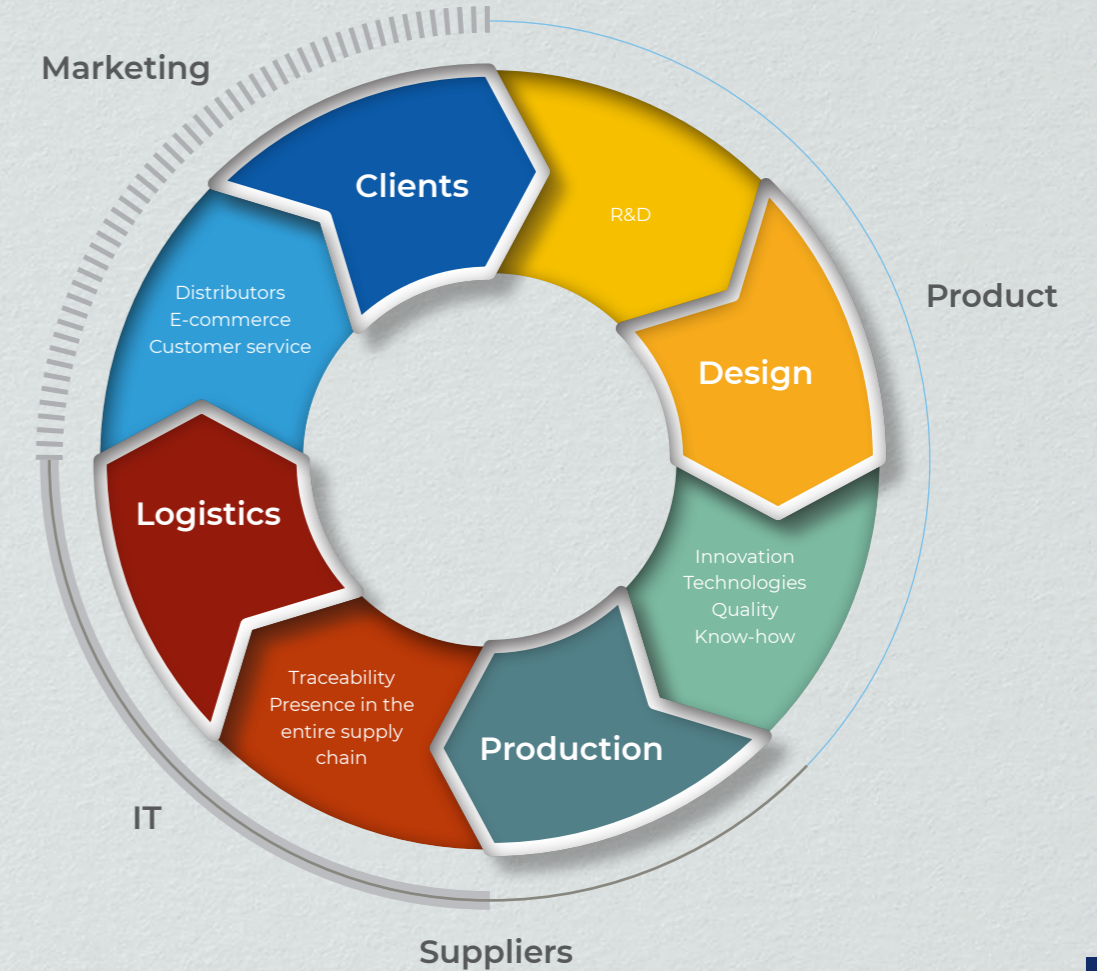 Marketing
Clients
R&D
Product
Distributors
E-commerce
Customer service
Design
Logistics
Innovation
Technologies
Quality
Know-how
Traceability
Presence in the
entire supply
chain
Production
IT
Suppliers